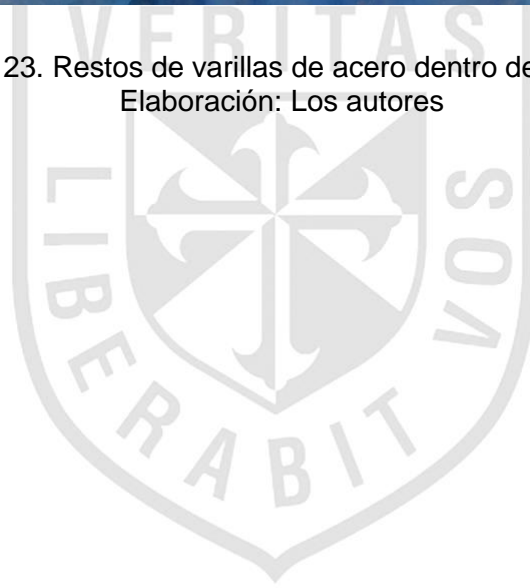 VERITAS
23. Restos de varillas de acero dentro de
Elaboración: Los autores
LIBERABIT VOS